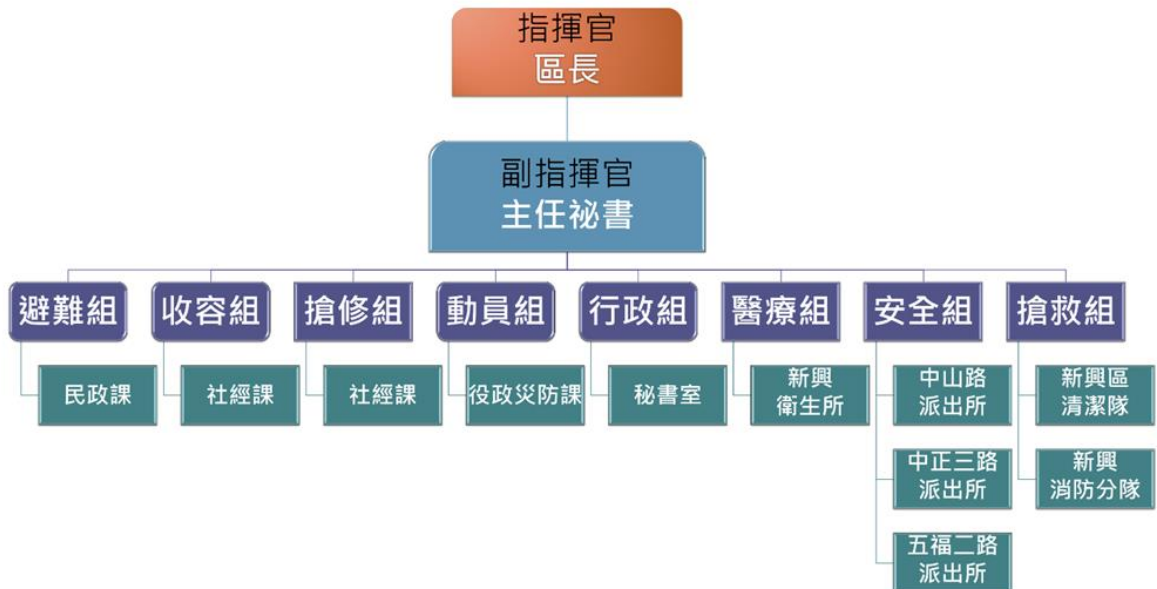 指揮官
區長
副指揮官
主任祕書
避難組
收容組
搶修組
動員組
行政組
醫療組
安全組
搶救組
民政課
社經課
社經課
役政災防課
秘書室
新興
衛生所
中山路
派出所
新興區
清潔隊
中正三路
派出所
新興
消防分隊
五福二路
派出所